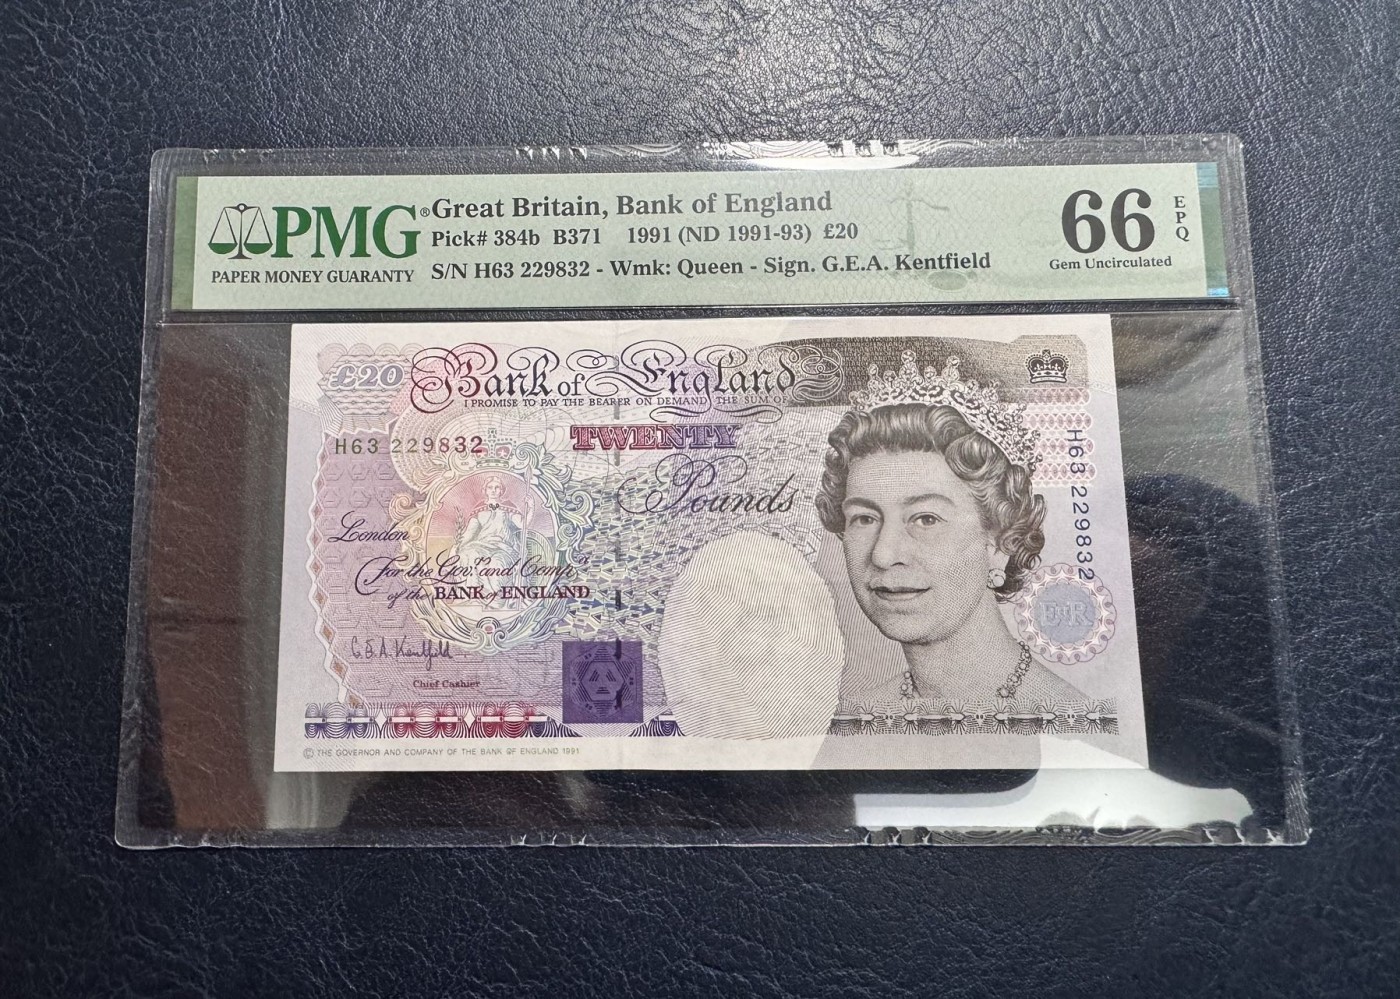 PMG®
PAPER MONEY GUARANTY
Great Britain, Bank of England
Pick# 384b B371 1991 (ND 1991-93) £20
S/N H63 229832 - Wmk: Queen - Sign. G.E.A. Kentfield
66
EPQ
Gem Uncirculated
£20
Bank of England
I PROMISE TO PAY THE BEARER ON DEMAND THE SUM OF
H63 229832
TWENTY
Pounds
H63 229832
London
For the Govr. and Compa.
of the BANK of ENGLAND
G.E.A. Kentfield
Chief Cashier
EIIR
© THE GOVERNOR AND COMPANY OF THE BANK OF ENGLAND 1991